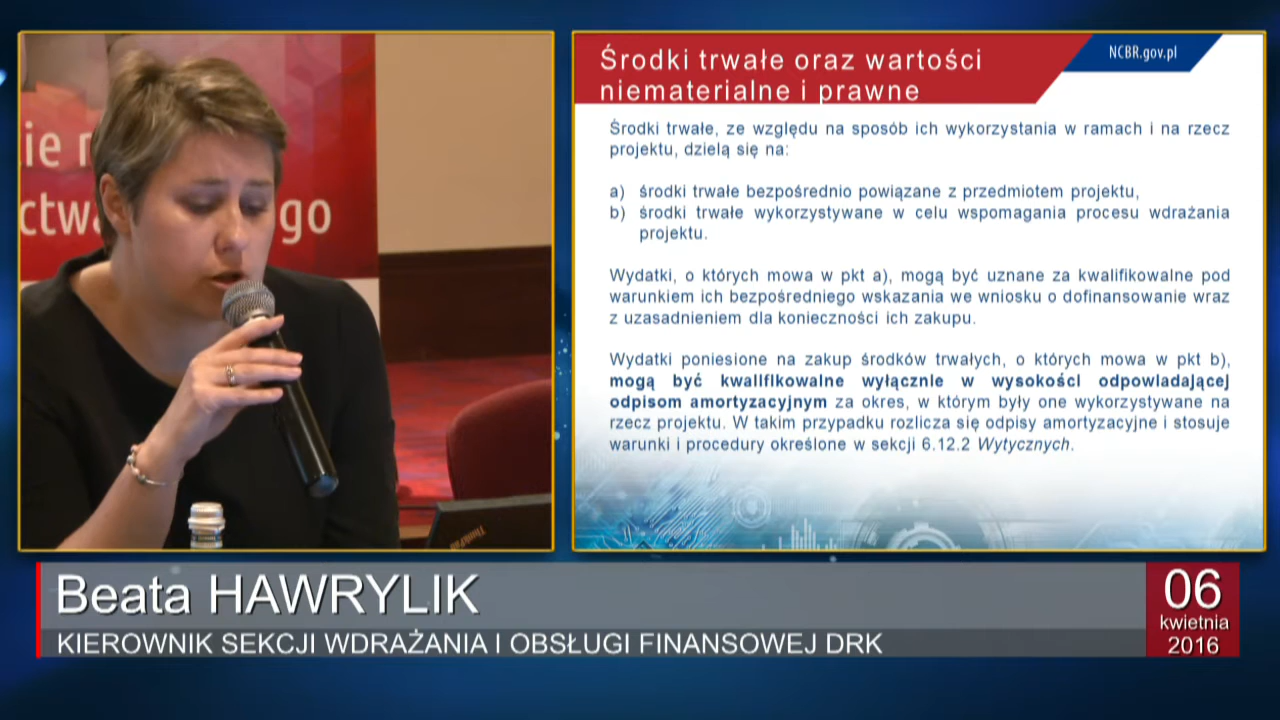 ie
ctwa
go
ThinkPad
Środki trwałe oraz wartości
niematerialne i prawne
NCBR.gov.pl
Środki trwałe, ze względu na sposób ich wykorzystania w ramach i na rzecz
projektu, dzielą się na:
a) środki trwałe bezpośrednio powiązane z przedmiotem projektu,
b) środki trwałe wykorzystywane w celu wspomagania procesu wdrażania
projektu.
Wydatki, o których mowa w pkt a), mogą być uznane za kwalifikowalne pod
warunkiem ich bezpośredniego wskazania we wniosku o dofinansowanie wraz
z uzasadnieniem dla konieczności ich zakupu.
Wydatki poniesione na zakup środków trwałych, o których mowa w pkt b),
mogą być kwalifikowalne wyłącznie w wysokości odpowiadającej
odpisom amortyzacyjnym za okres, w którym były one wykorzystywane na
rzecz projektu. W takim przypadku rozlicza się odpisy amortyzacyjne i stosuje
warunki i procedury określone w sekcji 6.12.2 Wytycznych.
Beata HAWRYLIK
KIEROWNIK SEKCJI WDRAŻANIA I OBSŁUGI FINANSOWEJ DRK
06
kwietnia
2016